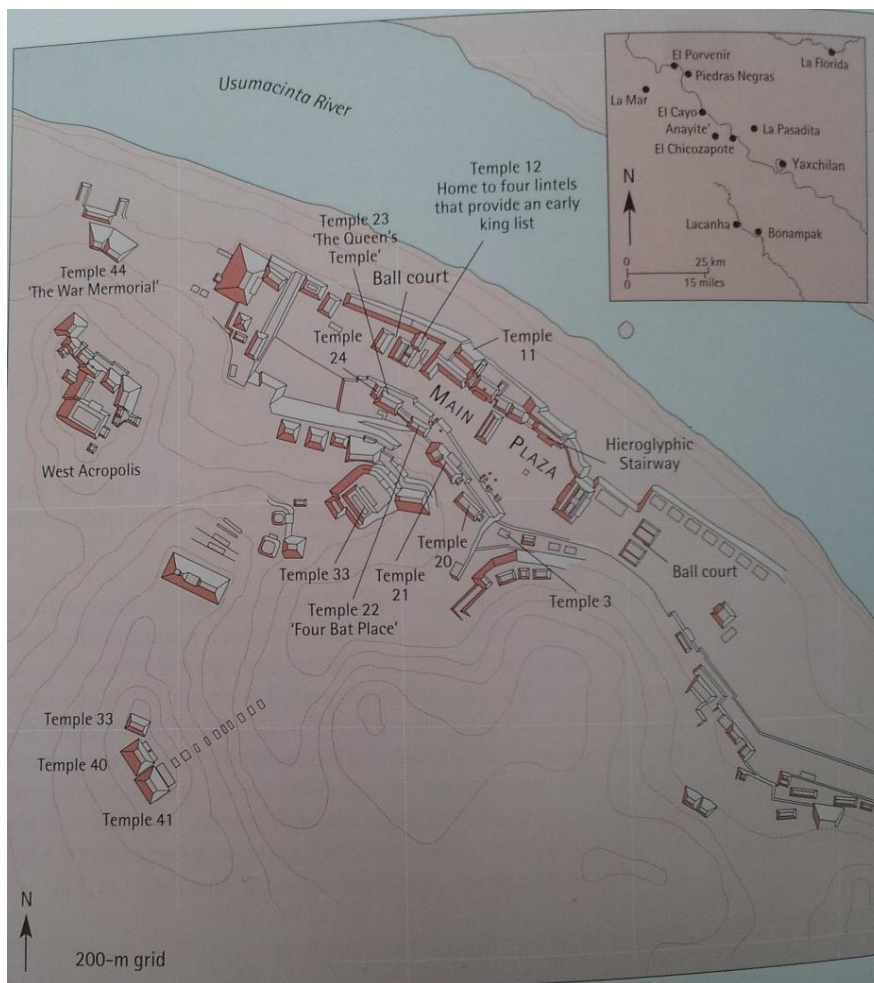 Usumacinta River
El Porvenir
Piedras Negras
La Florida
La Mar
El Cayo
Anayite'
La Pasadita
El Chicozapote
Yaxchilan
N
Lacanha
Bonampak
0
25 km
0
15 miles
Temple 12
Home to four lintels
that provide an early
king list
Temple 23
'The Queen's
Temple'
Ball court
Temple 44
'The War Mermorial'
Temple
24
Temple
11
MAIN
PLAZA
Hieroglyphic
Stairway
West Acropolis
Temple 33
Temple
21
Temple
20
Ball court
Temple 3
Temple 22
'Four Bat Place'
Temple 33
Temple 40
Temple 41
N
200-m grid